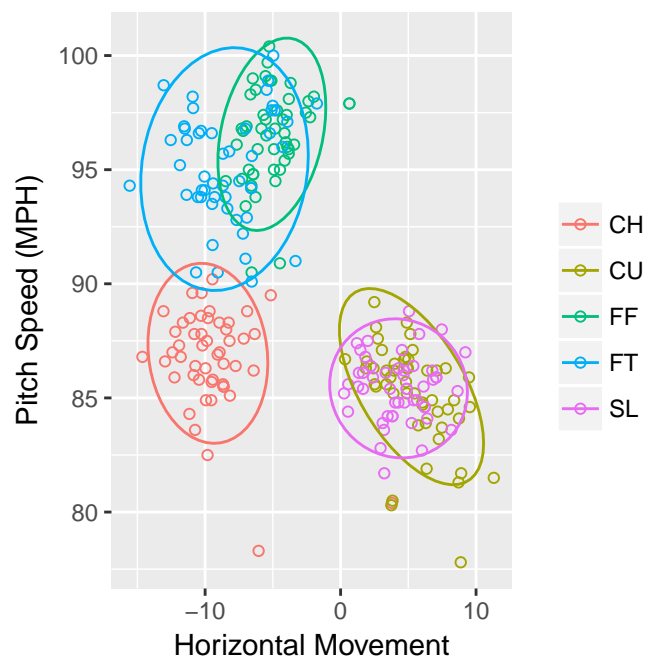 100
95
90
85
80
−10
0
10
Horizontal Movement
Pitch Speed (MPH)
CH
CU
FF
FT
SL